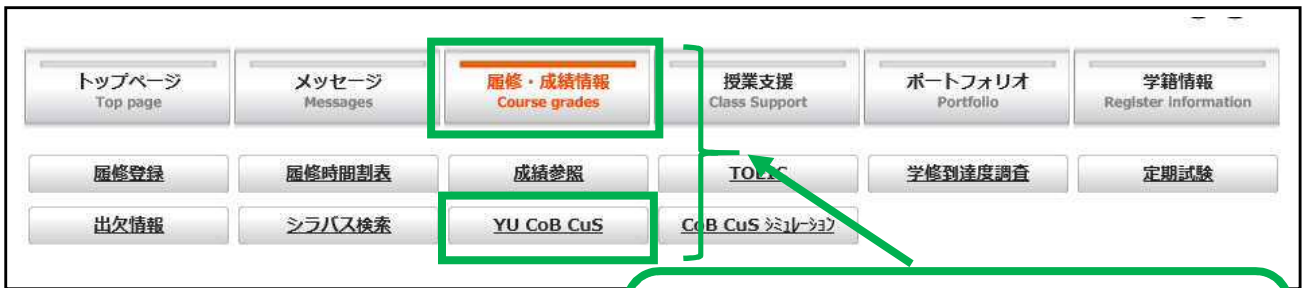 トップページ メッセージ 履修・成績情報 授業支援 ポートフォリオ 学籍情報
Top page Messages Course grades Class Support Portfolio Register information
履修登録 履修時間割表 成績参照 TOEIC 学修到達度調査 定期試験
出欠情報 シラバス検索 YU CoB CuS CoB CuS ｼﾐｭﾚｰｼｮﾝ